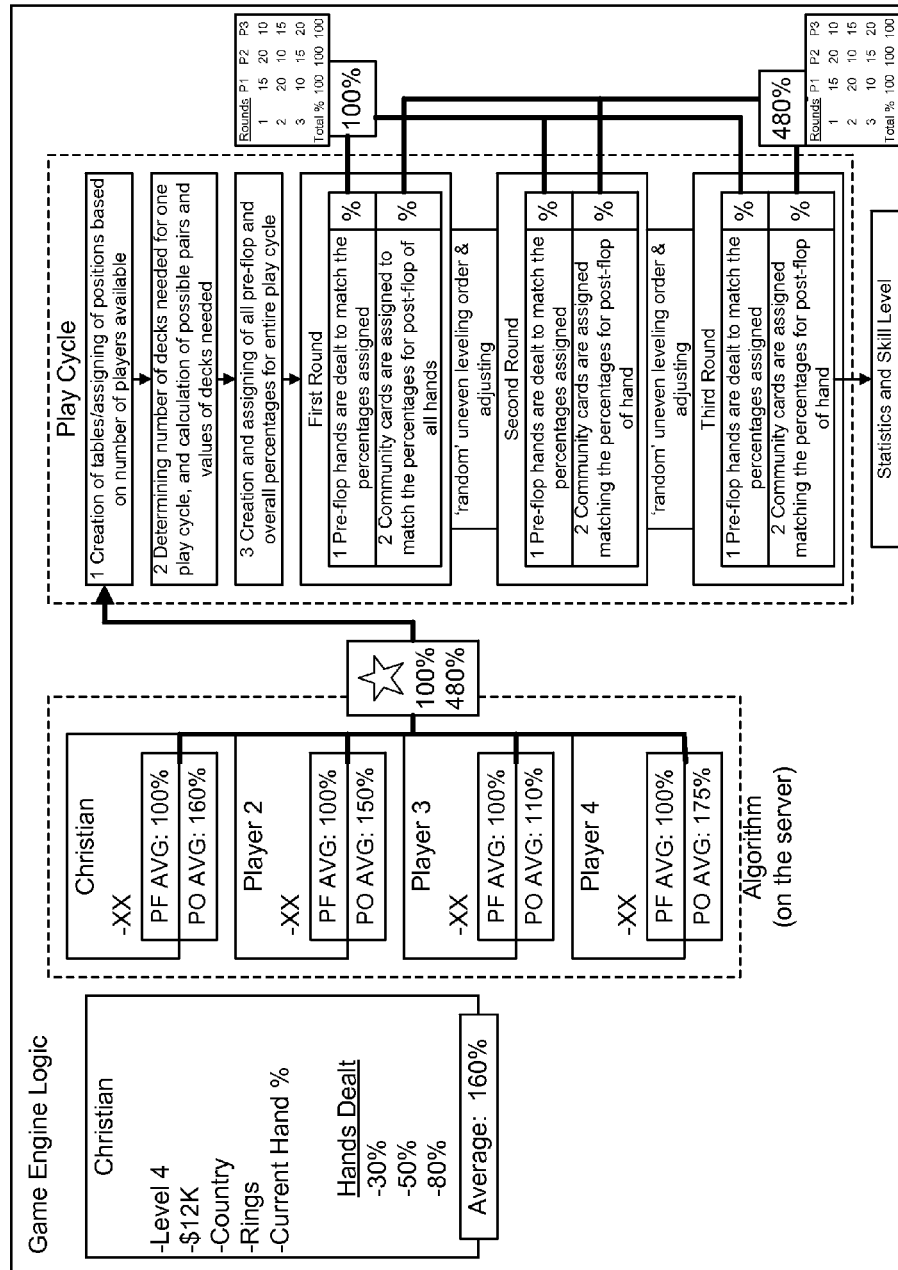 Game Engine Logic
Christian
-Level 4
-$12K
-Country
-Rings
-Current Hand %
Hands Dealt
-30%
-50%
-80%
Average: 160%
Christian
-XX
PF AVG: 100%
PO AVG: 160%
Player 2
-XX
PF AVG: 100%
PO AVG: 150%
Player 3
-XX
PF AVG: 100%
PO AVG: 110%
Player 4
-XX
PF AVG: 100%
PO AVG: 175%
Algorithm
(on the server)
100%
480%
Play Cycle
1 Creation of tables/assigning of positions based
on number of players available
2 Determining number of decks needed for one
play cycle, and calculation of possible pairs and
values of decks needed
3 Creation and assigning of all pre-flop and
overall percentages for entire play cycle
First Round
1 Pre-flop hands are dealt to match the
percentages assigned
%
2 Community cards are assigned to
match the percentages for post-flop of
all hands
%
'random' uneven leveling order &
adjusting
Second Round
1 Pre-flop hands are dealt to match the
percentages assigned
%
2 Community cards are assigned
matching the percentages for post-flop
of hand
%
'random' uneven leveling order &
adjusting
Third Round
1 Pre-flop hands are dealt to match the
percentages assigned
%
2 Community cards are assigned
matching the percentages for post-flop
of hand
%
Statistics and Skill Level
Rounds P1 P2 P3
1 15 20 10
2 20 10 15
3 10 15 20
Total % 100 100 100
100%
480%
Rounds P1 P2 P3
1 15 20 10
2 20 10 15
3 10 15 20
Total % 100 100 100